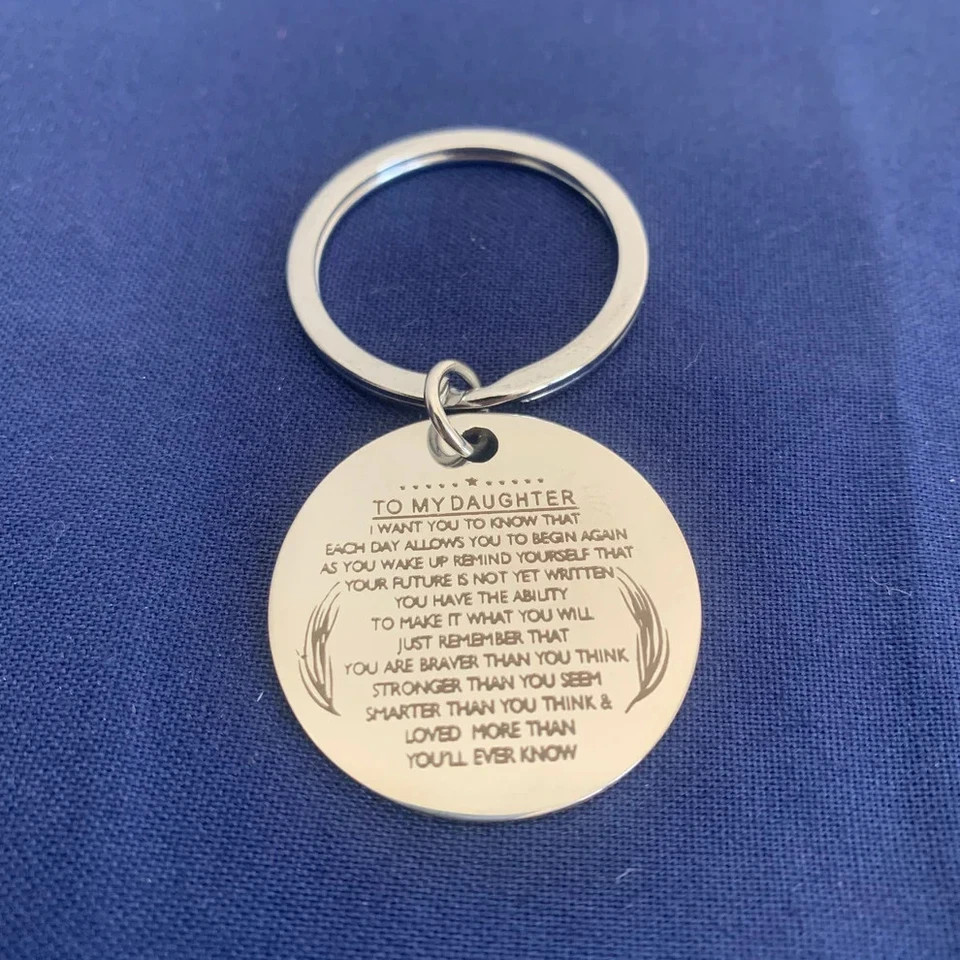 TO MY DAUGHTER
I WANT YOU TO KNOW THAT
EACH DAY ALLOWS YOU TO BEGIN AGAIN
AS YOU WAKE UP REMIND YOURSELF THAT
YOUR FUTURE IS NOT YET WRITTEN
YOU HAVE THE ABILITY
TO MAKE IT WHAT YOU WILL
JUST REMEMBER THAT
YOU ARE BRAVER THAN YOU THINK
STRONGER THAN YOU SEEM
SMARTER THAN YOU THINK &
LOVED MORE THAN
YOU'LL EVER KNOW